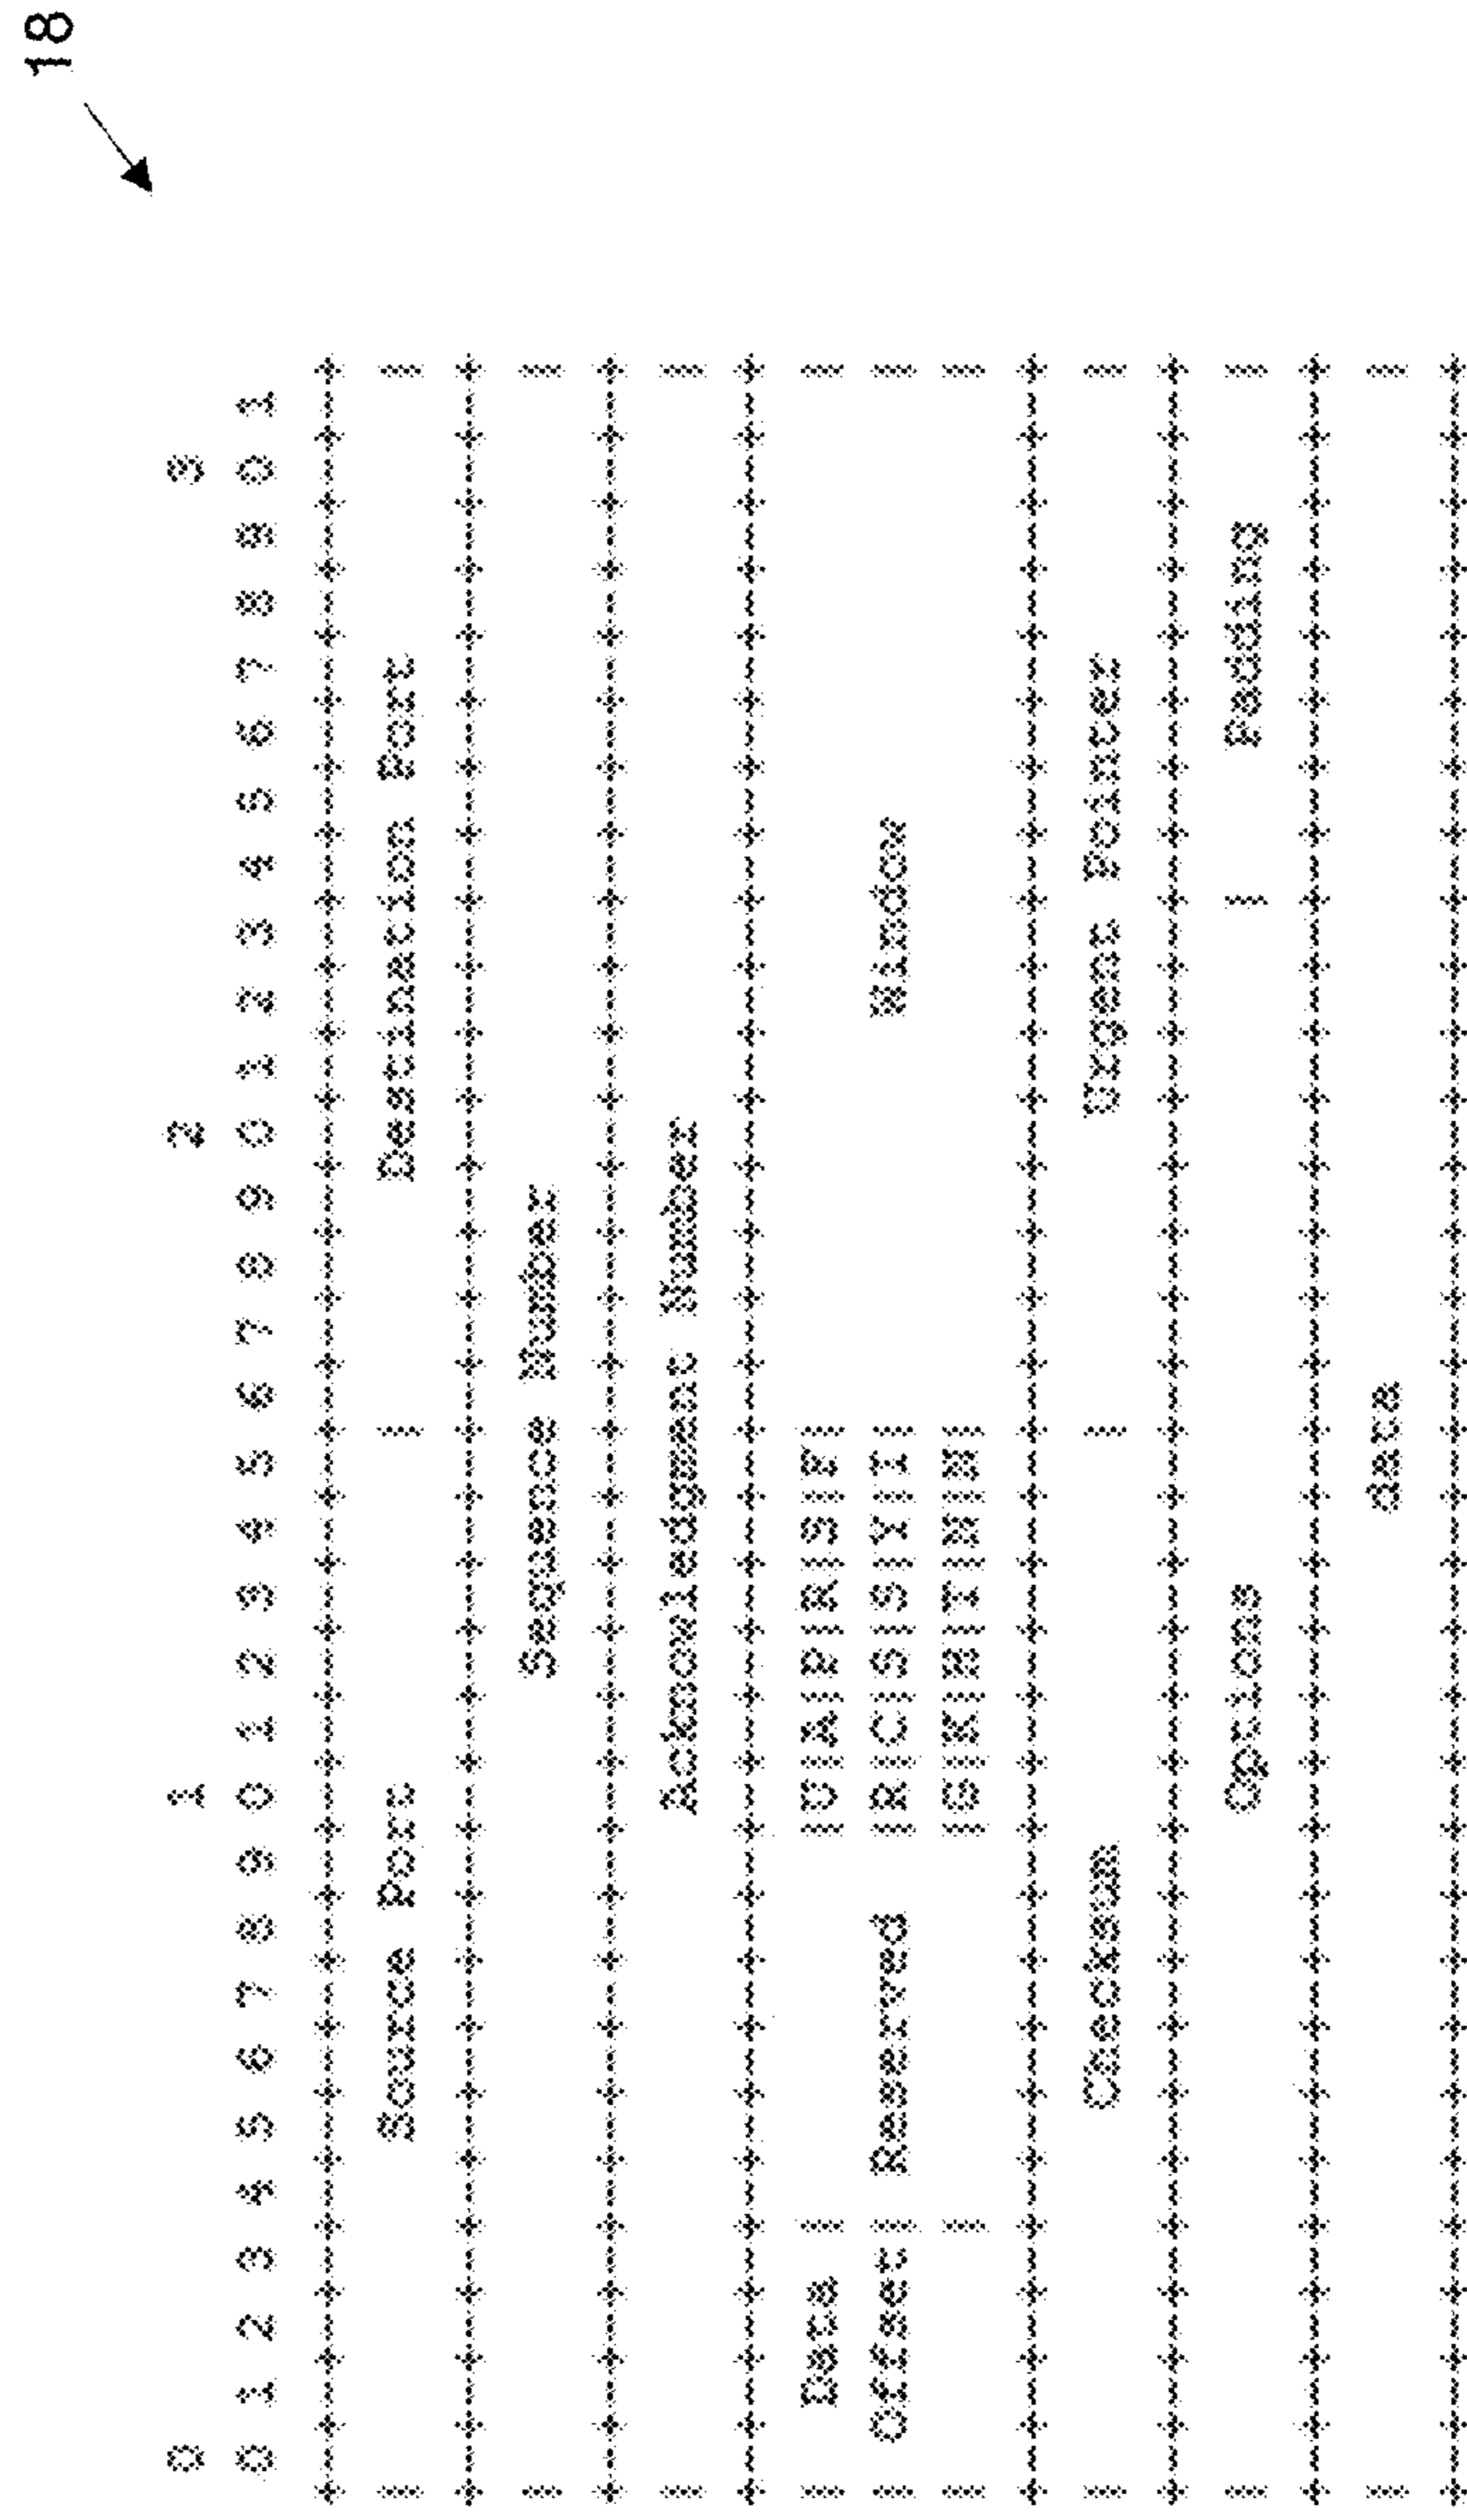 18
0                   1                   2                   3
0 1 2 3 4 5 6 7 8 9 0 1 2 3 4 5 6 7 8 9 0 1 2 3 4 5 6 7 8 9 0 1
+-+-+-+-+-+-+-+-+-+-+-+-+-+-+-+-+-+-+-+-+-+-+-+-+-+-+-+-+-+-+-+-+
|          Source Port          |       Destination Port        |
+-+-+-+-+-+-+-+-+-+-+-+-+-+-+-+-+-+-+-+-+-+-+-+-+-+-+-+-+-+-+-+-+
|                        Sequence Number                        |
+-+-+-+-+-+-+-+-+-+-+-+-+-+-+-+-+-+-+-+-+-+-+-+-+-+-+-+-+-+-+-+-+
|                    Acknowledgment Number                      |
+-+-+-+-+-+-+-+-+-+-+-+-+-+-+-+-+-+-+-+-+-+-+-+-+-+-+-+-+-+-+-+-+
|  Data |           |U|A|P|R|S|F|                               |
| Offset| Reserved  |R|C|S|S|Y|I|            Window             |
|       |           |G|K|H|T|N|N|                               |
+-+-+-+-+-+-+-+-+-+-+-+-+-+-+-+-+-+-+-+-+-+-+-+-+-+-+-+-+-+-+-+-+
|           Checksum            |         Urgent Pointer        |
+-+-+-+-+-+-+-+-+-+-+-+-+-+-+-+-+-+-+-+-+-+-+-+-+-+-+-+-+-+-+-+-+
|                    Options                    |    Padding    |
+-+-+-+-+-+-+-+-+-+-+-+-+-+-+-+-+-+-+-+-+-+-+-+-+-+-+-+-+-+-+-+-+
|                             data                              |
+-+-+-+-+-+-+-+-+-+-+-+-+-+-+-+-+-+-+-+-+-+-+-+-+-+-+-+-+-+-+-+-+